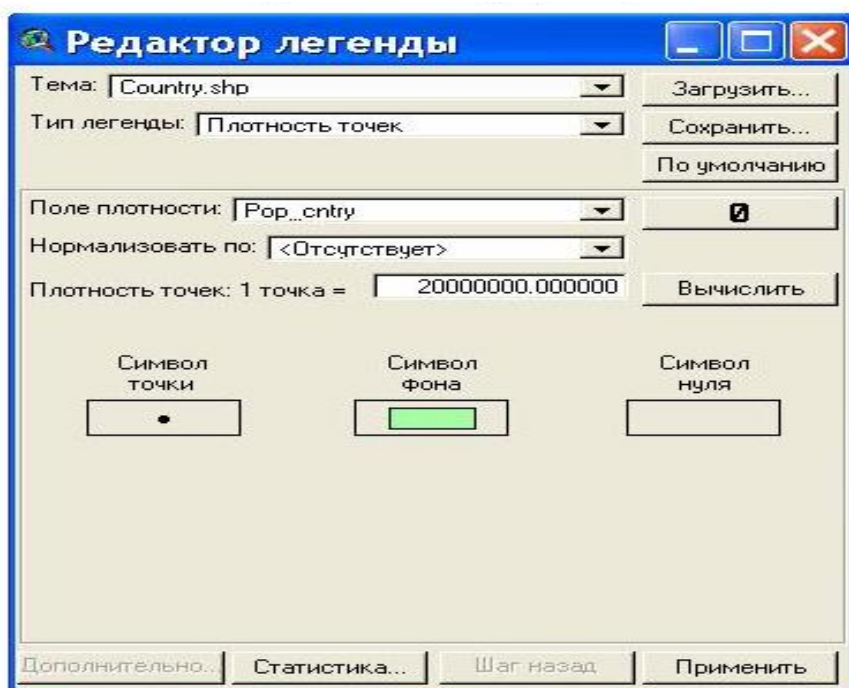 Редактор легенды
Тема: Country.shp
Загрузить...
Тип легенды: Плотность точек
Сохранить...
По умолчанию
Поле плотности: Pop_cntry
0
Нормализовать по: <Отсутствует>
Плотность точек: 1 точка = 20000000.000000
Вычислить
Символ точки
Символ фона
Символ нуля
Дополнительно...
Статистика...
Шаг назад
Применить